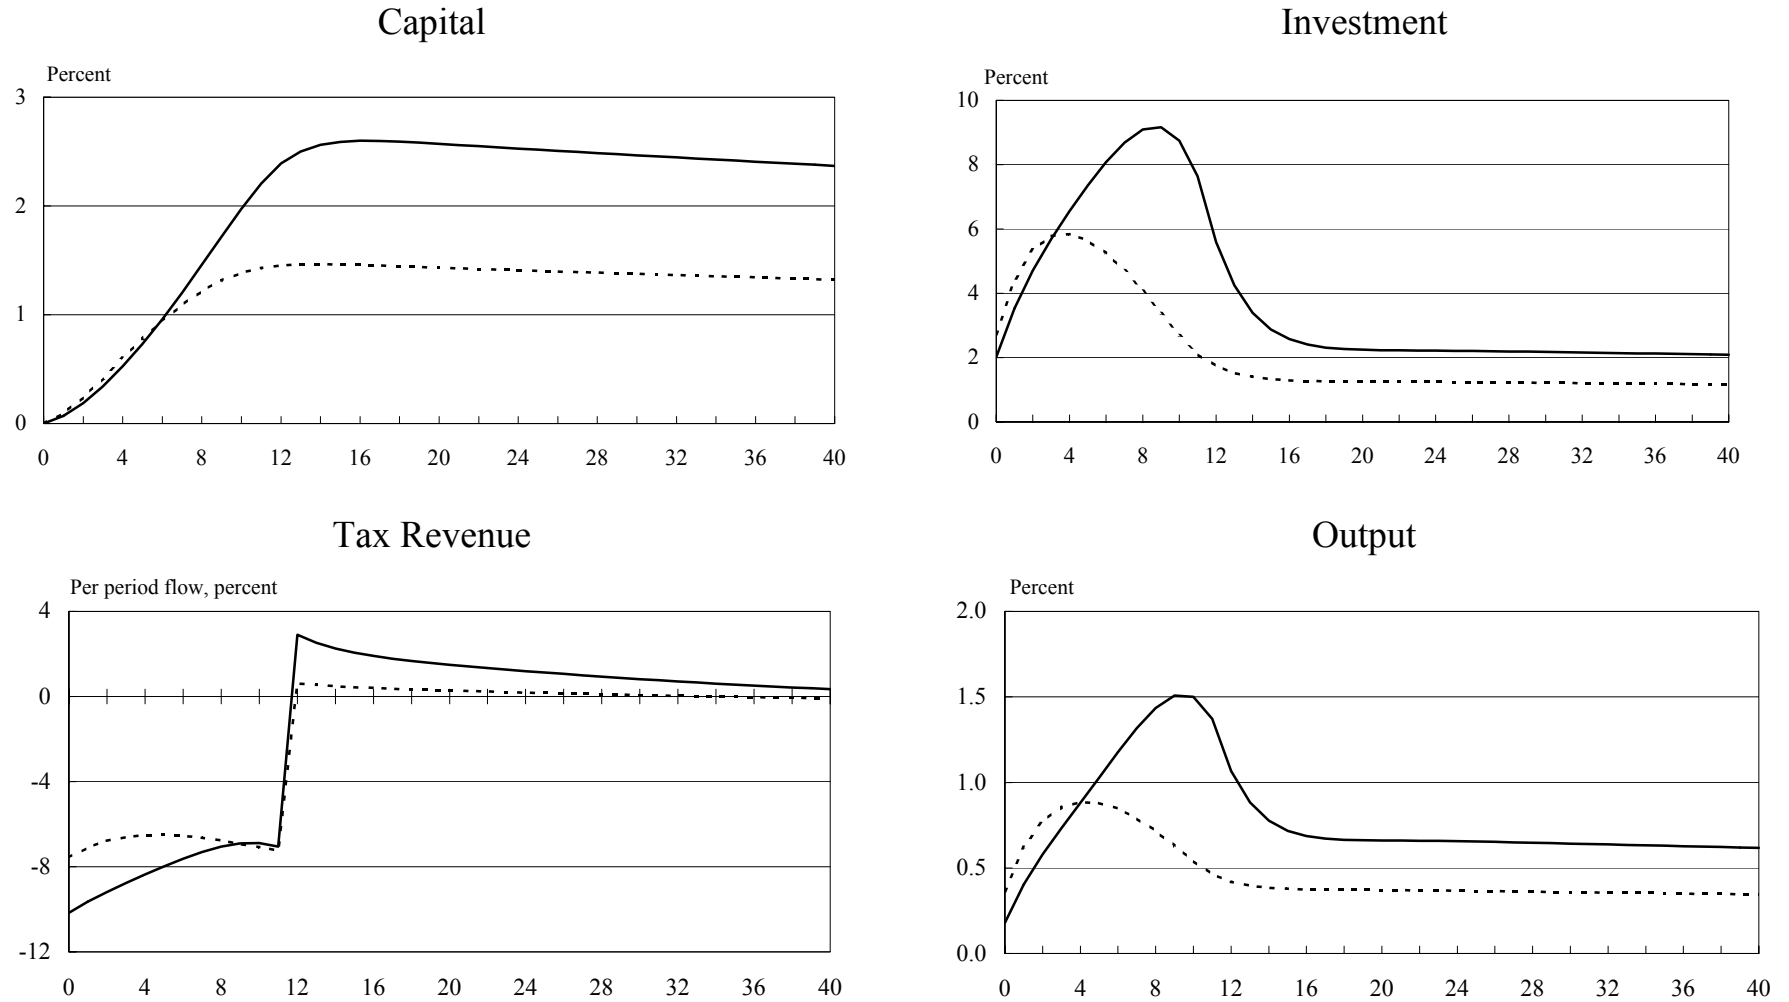 Capital
Percent
3
2
1
0
0 4 8 12 16 20 24 28 32 36 40
Investment
Percent
10
8
6
4
2
0
0 4 8 12 16 20 24 28 32 36 40
Tax Revenue
Per period flow, percent
4
0
-4
-8
-12
0 4 8 12 16 20 24 28 32 36 40
Output
Percent
2.0
1.5
1.0
0.5
0.0
0 4 8 12 16 20 24 28 32 36 40